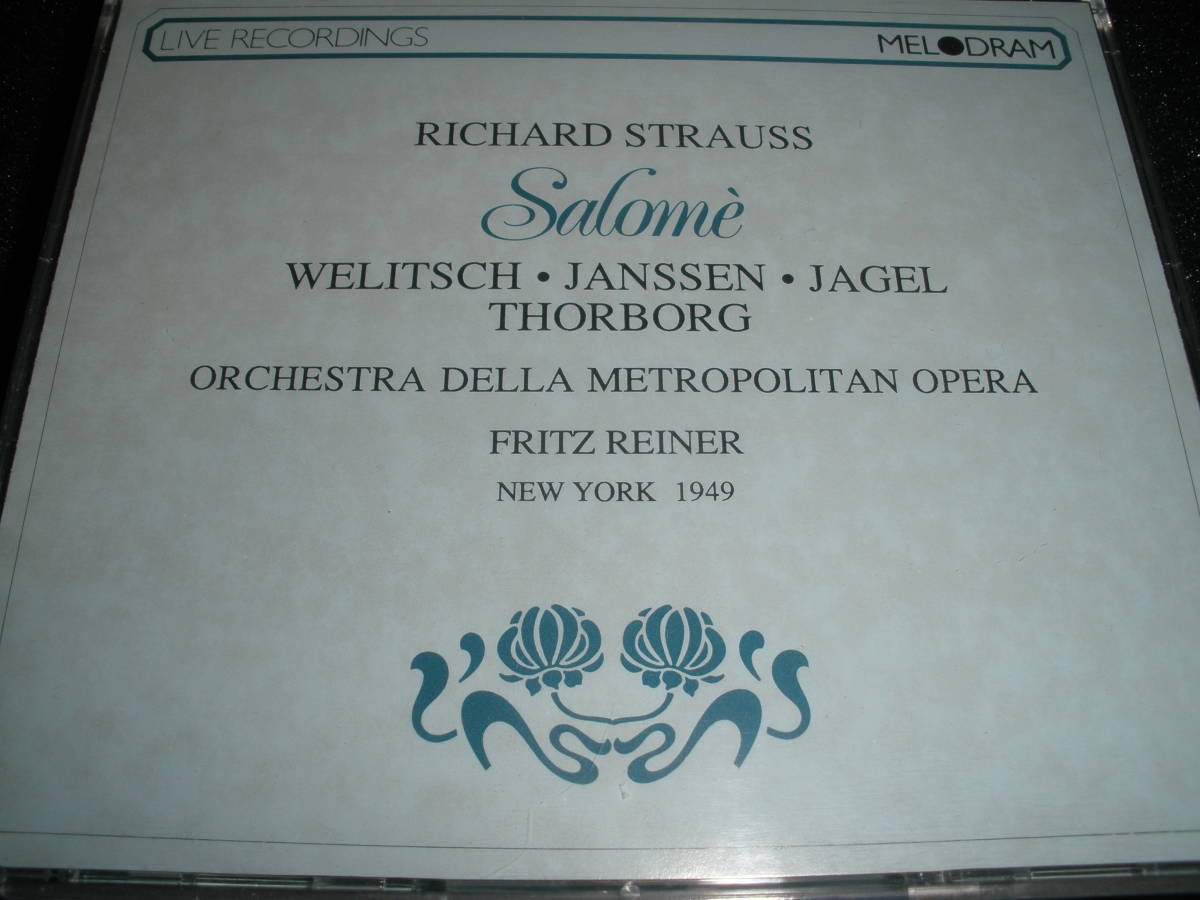 LIVE RECORDINGS
MELODRAM
RICHARD STRAUSS
Salomè
WELITSCH • JANSSEN • JAGEL
THORBORG
ORCHESTRA DELLA METROPOLITAN OPERA
FRITZ REINER
NEW YORK 1949